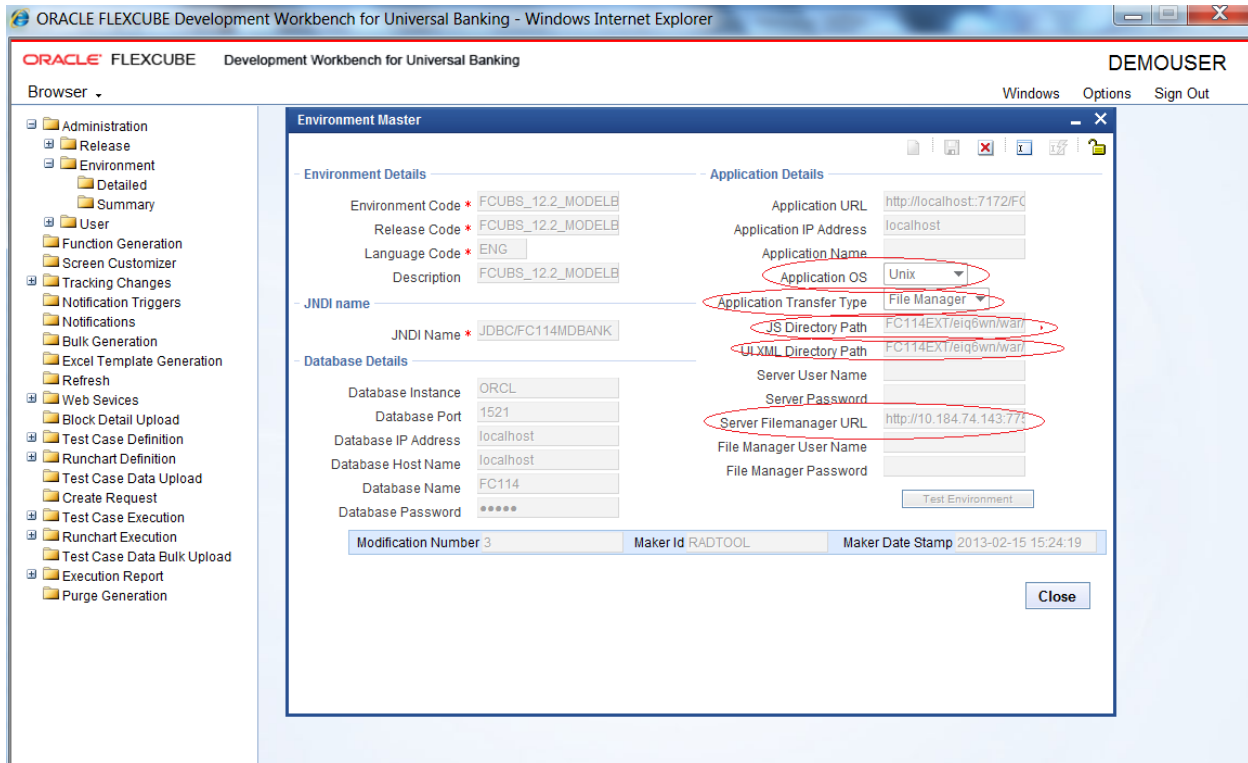 ORACLE FLEXCUBE Development Workbench for Universal Banking - Windows Internet Explorer
ORACLE FLEXCUBE Development Workbench for Universal Banking
DEMOUSER
Browser
Windows Options Sign Out
Administration
Release
Environment
Detailed
Summary
User
Function Generation
Screen Customizer
Tracking Changes
Notification Triggers
Notifications
Bulk Generation
Excel Template Generation
Refresh
Web Sevices
Block Detail Upload
Test Case Definition
Runchart Definition
Test Case Data Upload
Create Request
Test Case Execution
Runchart Execution
Test Case Data Bulk Upload
Execution Report
Purge Generation
Environment Master
Environment Details
Environment Code * FCUBS_12.2_MODELB
Release Code * FCUBS_12.2_MODELB
Language Code * ENG
Description FCUBS_12.2_MODELB
JNDI name
JNDI Name * JDBC/FC114MDBANK
Database Details
Database Instance ORCL
Database Port 1521
Database IP Address localhost
Database Host Name localhost
Database Name FC114
Database Password •••••
Application Details
Application URL http://localhost::7172/FC
Application IP Address localhost
Application Name
Application OS Unix
Application Transfer Type File Manager
JS Directory Path FC114EXT/eiq6wn/war/
UI XML Directory Path FC114EXT/eiq6wn/war/
Server User Name
Server Password
Server Filemanager URL http://10.184.74.143:775
File Manager User Name
File Manager Password
Test Environment
Modification Number 3 Maker Id RADTOOL Maker Date Stamp 2013-02-15 15:24:19
Close